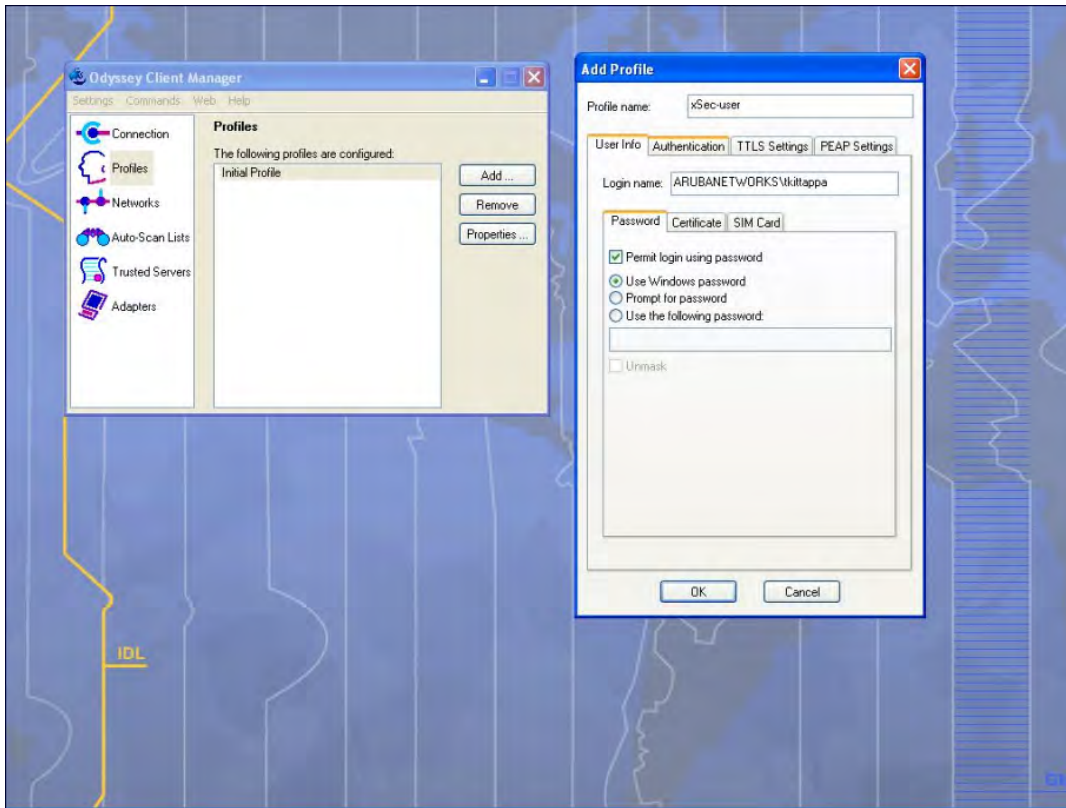 Odyssey Client Manager
Settings Commands Web Help
Connection
Profiles
Networks
Auto-Scan Lists
Trusted Servers
Adapters
Profiles
The following profiles are configured:
Initial Profile
Add ...
Remove
Properties ...
Add Profile
Profile name: xSec-user
User Info Authentication TTLS Settings PEAP Settings
Login name: ARUBANETWORKS\tkittappa
Password Certificate SIM Card
Permit login using password
Use Windows password
Prompt for password
Use the following password:
Unmask
OK Cancel
IDL